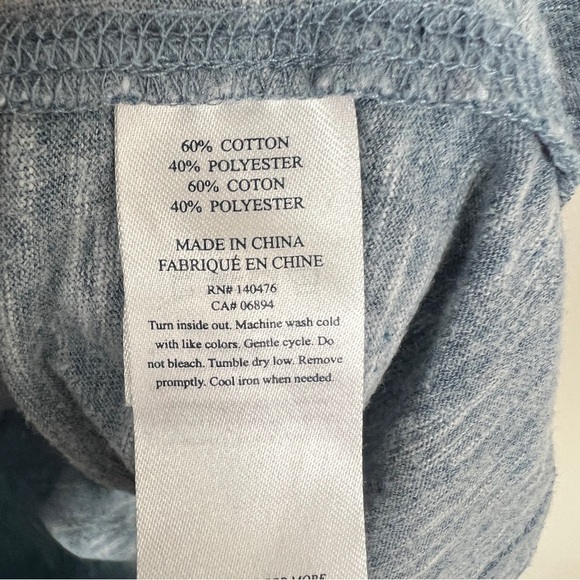 60% COTTON
40% POLYESTER
60% COTON
40% POLYESTER
MADE IN CHINA
FABRIQUÉ EN CHINE
RN# 140476
CA# 06894
Turn inside out. Machine wash cold
with like colors. Gentle cycle. Do
not bleach. Tumble dry low. Remove
promptly. Cool iron when needed.
MORE